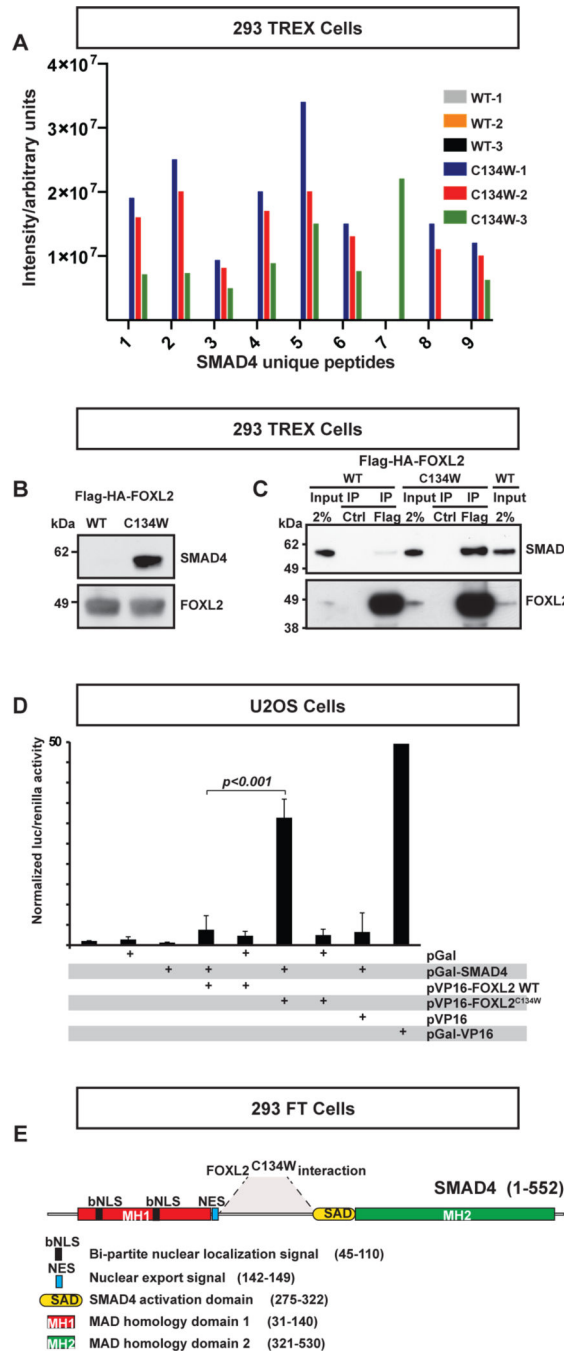 293 TREX Cells
A
Intensity/arbitrary units
4×10⁷
3×10⁷
2×10⁷
1×10⁷
WT-1
WT-2
WT-3
C134W-1
C134W-2
C134W-3
1 2 3 4 5 6 7 8 9
SMAD4 unique peptides
293 TREX Cells
B
Flag-HA-FOXL2
kDa WT C134W
62
SMAD4
49
FOXL2
C
Flag-HA-FOXL2
WT C134W WT
Input IP IP Input IP IP Input
2% Ctrl Flag 2% Ctrl Flag 2%
kDa
62
SMAD
49
49
FOXL2
38
D
U2OS Cells
Normalized luc/renilla activity
50
p<0.001
+ + + pGal
+ + + + pGal-SMAD4
+ + pVP16-FOXL2 WT
+ + pVP16-FOXL2ᶜ¹³⁴ᵂ
+ pVP16
+ pGal-VP16
293 FT Cells
E
FOXL2 C134W interaction
SMAD4 (1-552)
bNLS bNLS NES
MH1 SAD MH2
bNLS
Bi-partite nuclear localization signal (45-110)
NES
Nuclear export signal (142-149)
SAD SMAD4 activation domain (275-322)
MH1 MAD homology domain 1 (31-140)
MH2 MAD homology domain 2 (321-530)